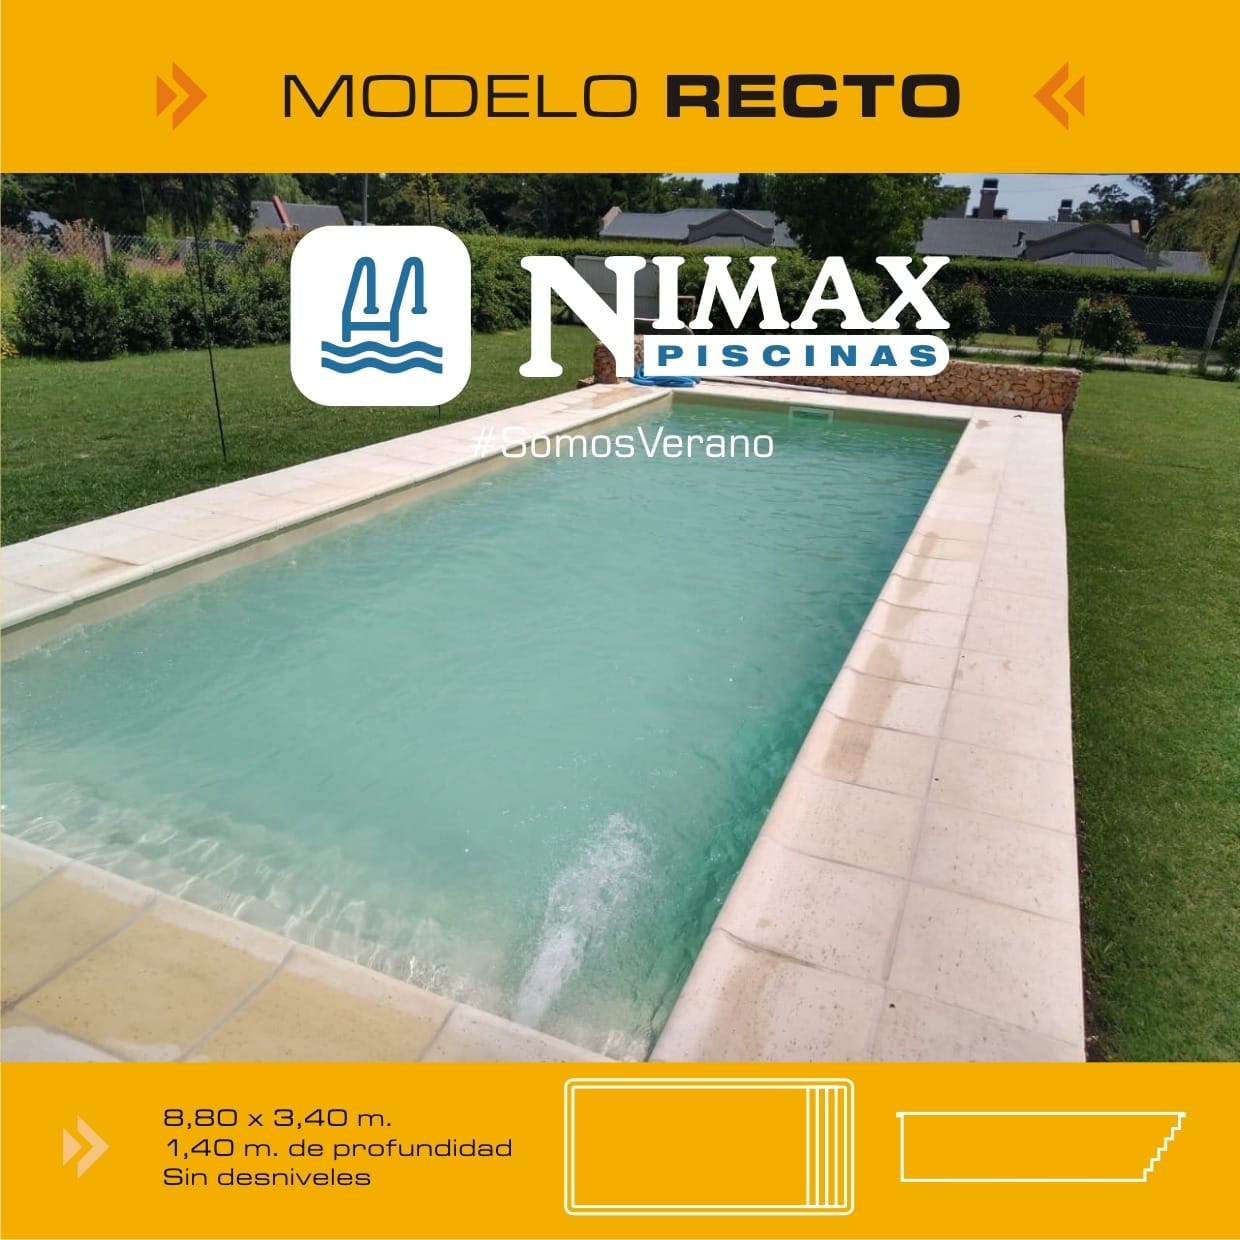 MODELO RECTO
NIMAX
PISCINAS
#SomosVerano
8,80 x 3,40 m.
1,40 m. de profundidad
Sin desniveles